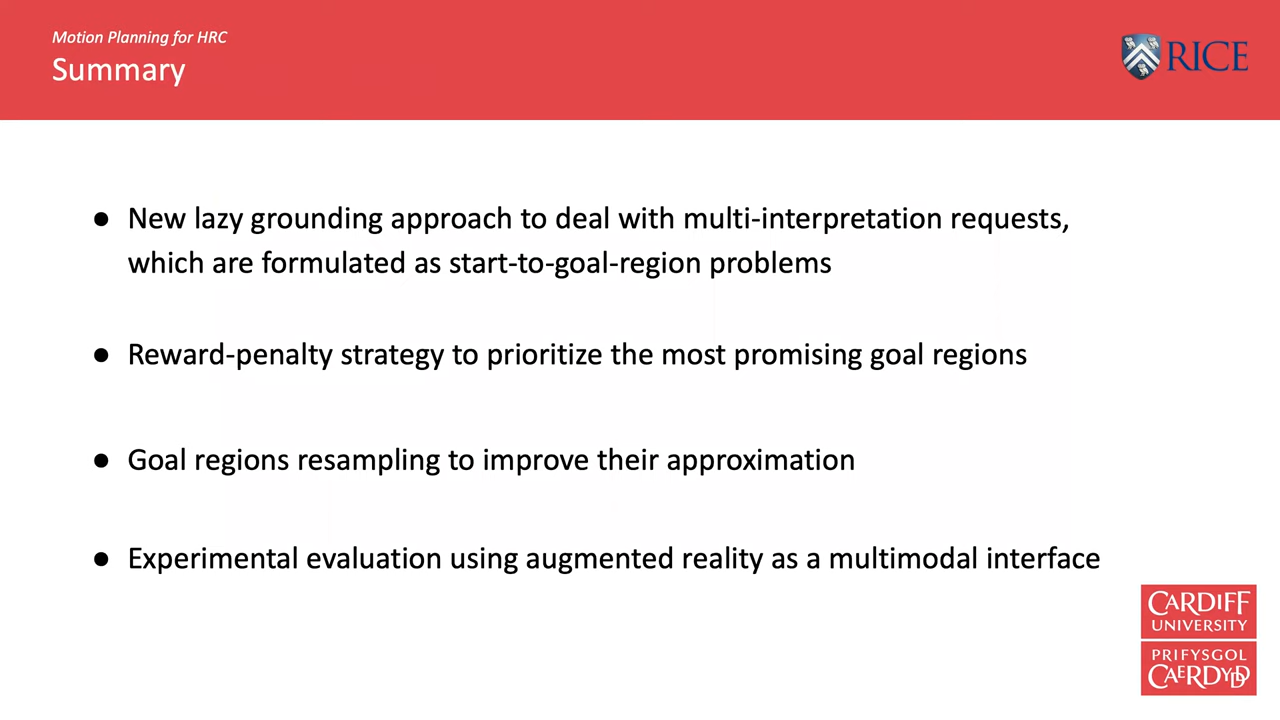 Motion Planning for HRC
Summary
RICE
● New lazy grounding approach to deal with multi-interpretation requests,
which are formulated as start-to-goal-region problems
● Reward-penalty strategy to prioritize the most promising goal regions
● Goal regions resampling to improve their approximation
● Experimental evaluation using augmented reality as a multimodal interface
CARDIFF
UNIVERSITY
PRIFYSGOL
CAERDYDD